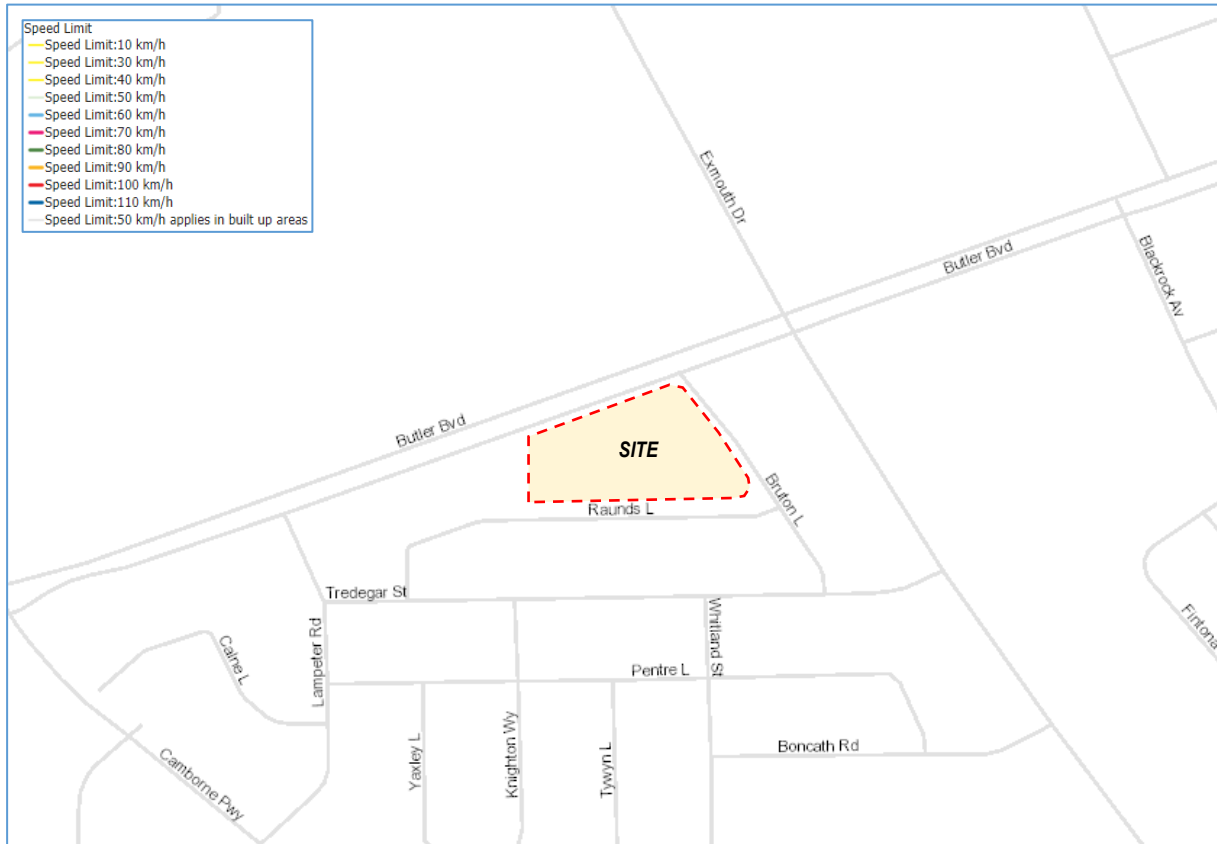 Speed Limit
Speed Limit:10 km/h
Speed Limit:30 km/h
Speed Limit:40 km/h
Speed Limit:50 km/h
Speed Limit:60 km/h
Speed Limit:70 km/h
Speed Limit:80 km/h
Speed Limit:90 km/h
Speed Limit:100 km/h
Speed Limit:110 km/h
Speed Limit:50 km/h applies in built up areas
Exmouth Dr
Butler Bvd
Blackrock Av
Butler Bvd
SITE
Bruton L
Raunds L
Tredegar St
Whitland St
Fintona
Calne L
Lampeter Rd
Pentre L
Yaxley L
Knighton Wy
Tywyn L
Boncath Rd
Camborne Pwy